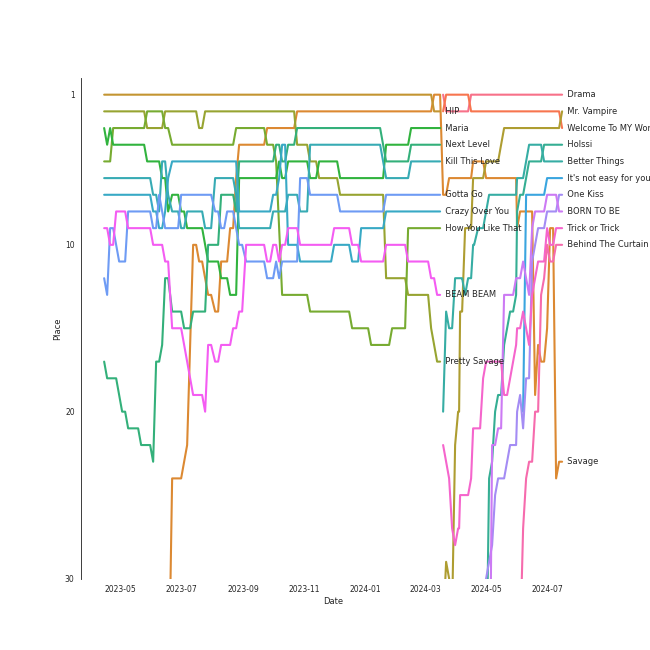 1
Drama
HIP
Mr. Vampire
Maria
Welcome To MY Wor
Next Level
Holssi
Kill This Love
Better Things
It's not easy for you
Gotta Go
One Kiss
Crazy Over You
BORN TO BE
How You Like That
Trick or Trick
10
Behind The Curtain
BEAM BEAM
Place
Pretty Savage
20
Savage
30
2023-05
2023-07
2023-09
2023-11
2024-01
2024-03
2024-05
2024-07
Date